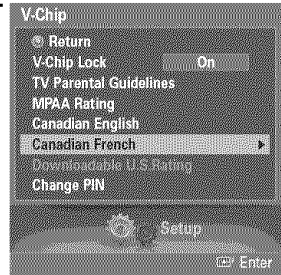 V-Chip
Return
V-Chip Lock On
TV Parental Guidelines
MPAA Rating
Canadian English
Canadian French
Downloadable U.S.Rating
Change PIN
Setup
Enter